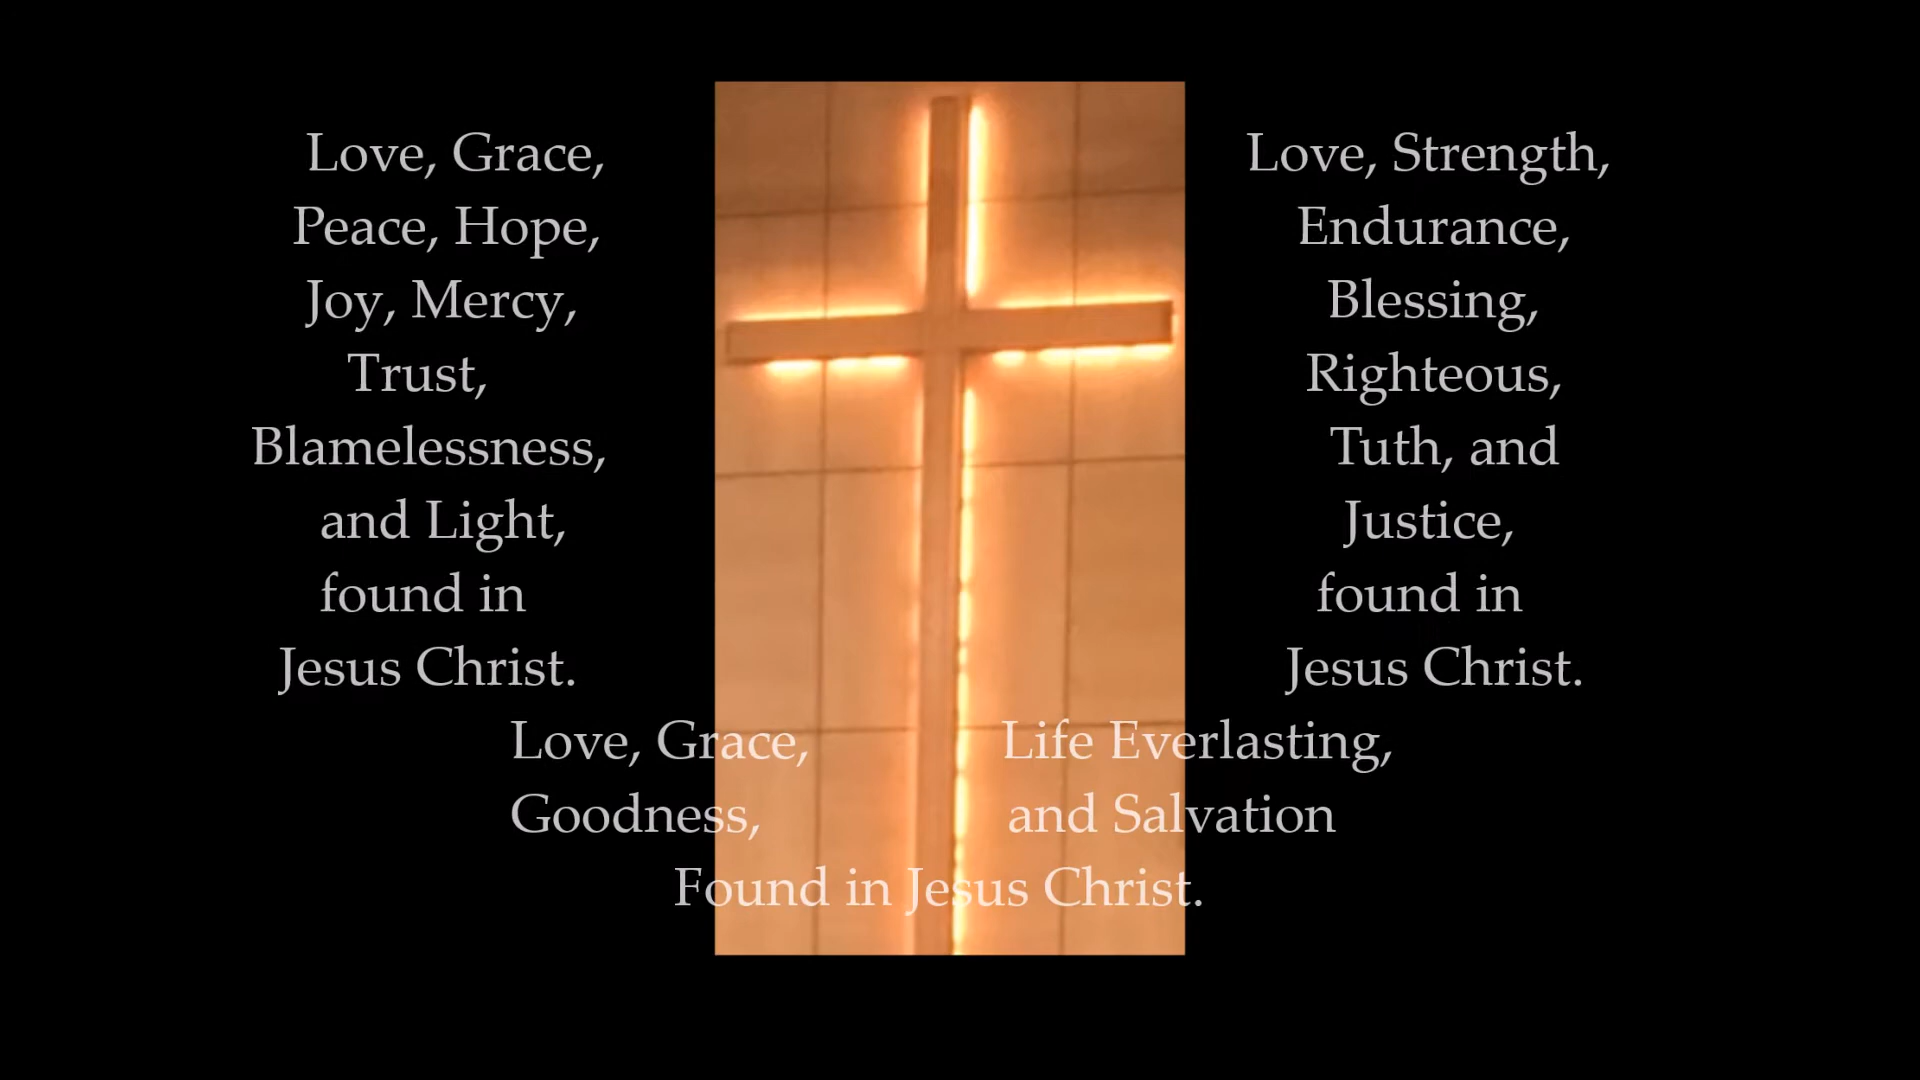 Love, Grace,
Peace, Hope,
Joy, Mercy,
Trust,
Blamelessness,
and Light,
found in
Jesus Christ.
Love, Strength,
Endurance,
Blessing,
Righteous,
Tuth, and
Justice,
found in
Jesus Christ.
Love, Grace,
Goodness,
Life Everlasting,
and Salvation
Found in Jesus Christ.